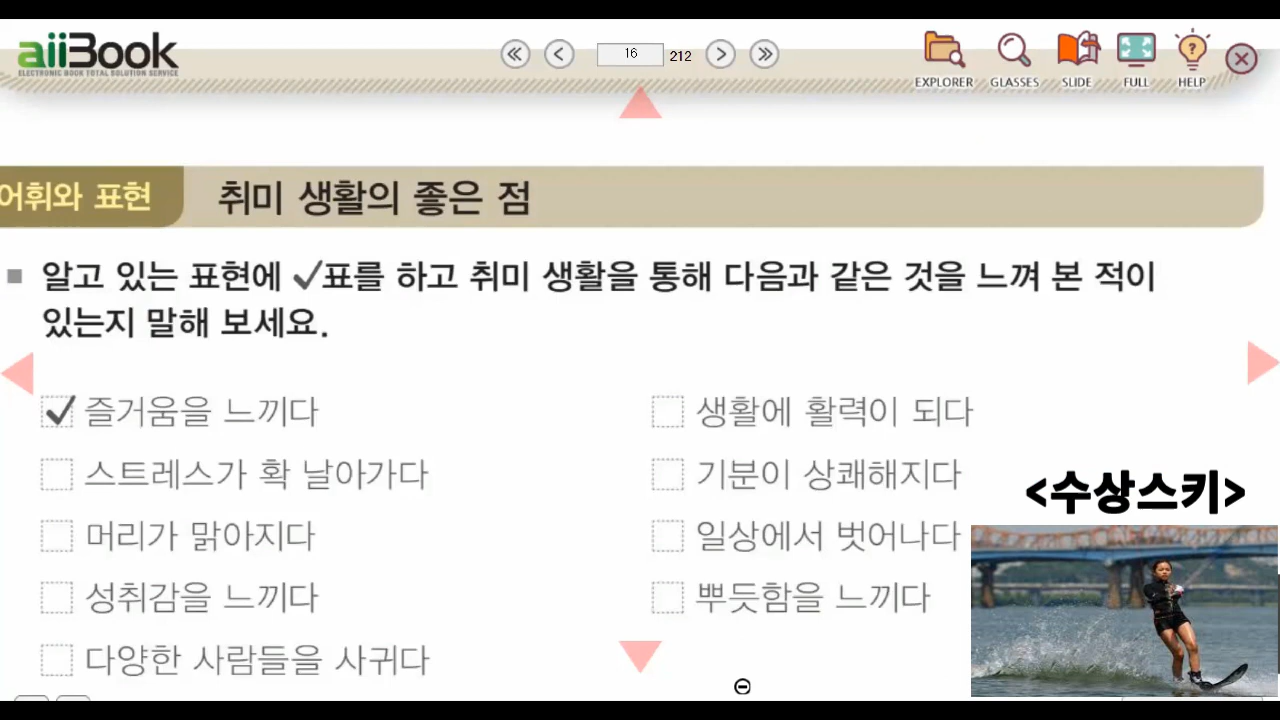 aiiBook
ELECTRONIC BOOK TOTAL SOLUTION SERVICE
16 212
EXPLORER GLASSES SLIDE FULL HELP
어휘와 표현 취미 생활의 좋은 점
알고 있는 표현에 ✓표를 하고 취미 생활을 통해 다음과 같은 것을 느껴 본 적이
있는지 말해 보세요.
즐거움을 느끼다
스트레스가 확 날아가다
머리가 맑아지다
성취감을 느끼다
다양한 사람들을 사귀다
생활에 활력이 되다
기분이 상쾌해지다
일상에서 벗어나다
뿌듯함을 느끼다
<수상스키>